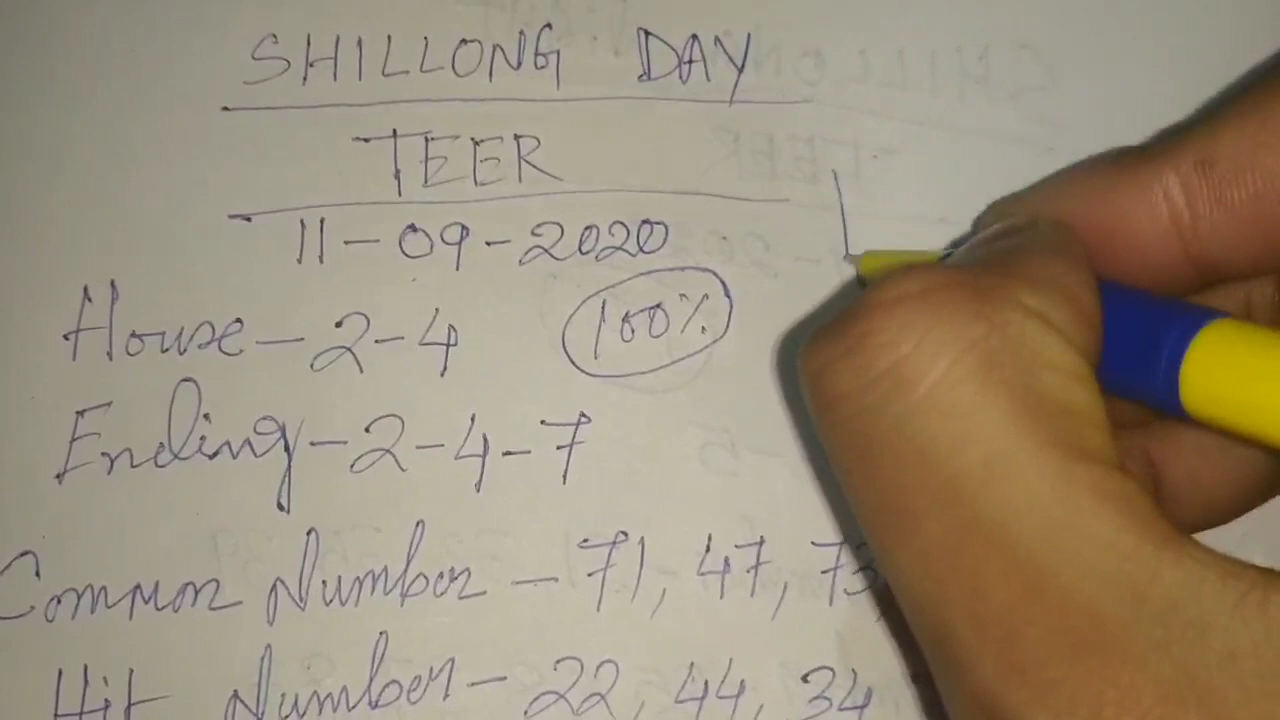 SHILLONG DAY
TEER
11-09-2020
House-2-4 100%
Ending-2-4-7
Common Number - 71, 47, 73,
Hit Number - 22, 44, 34